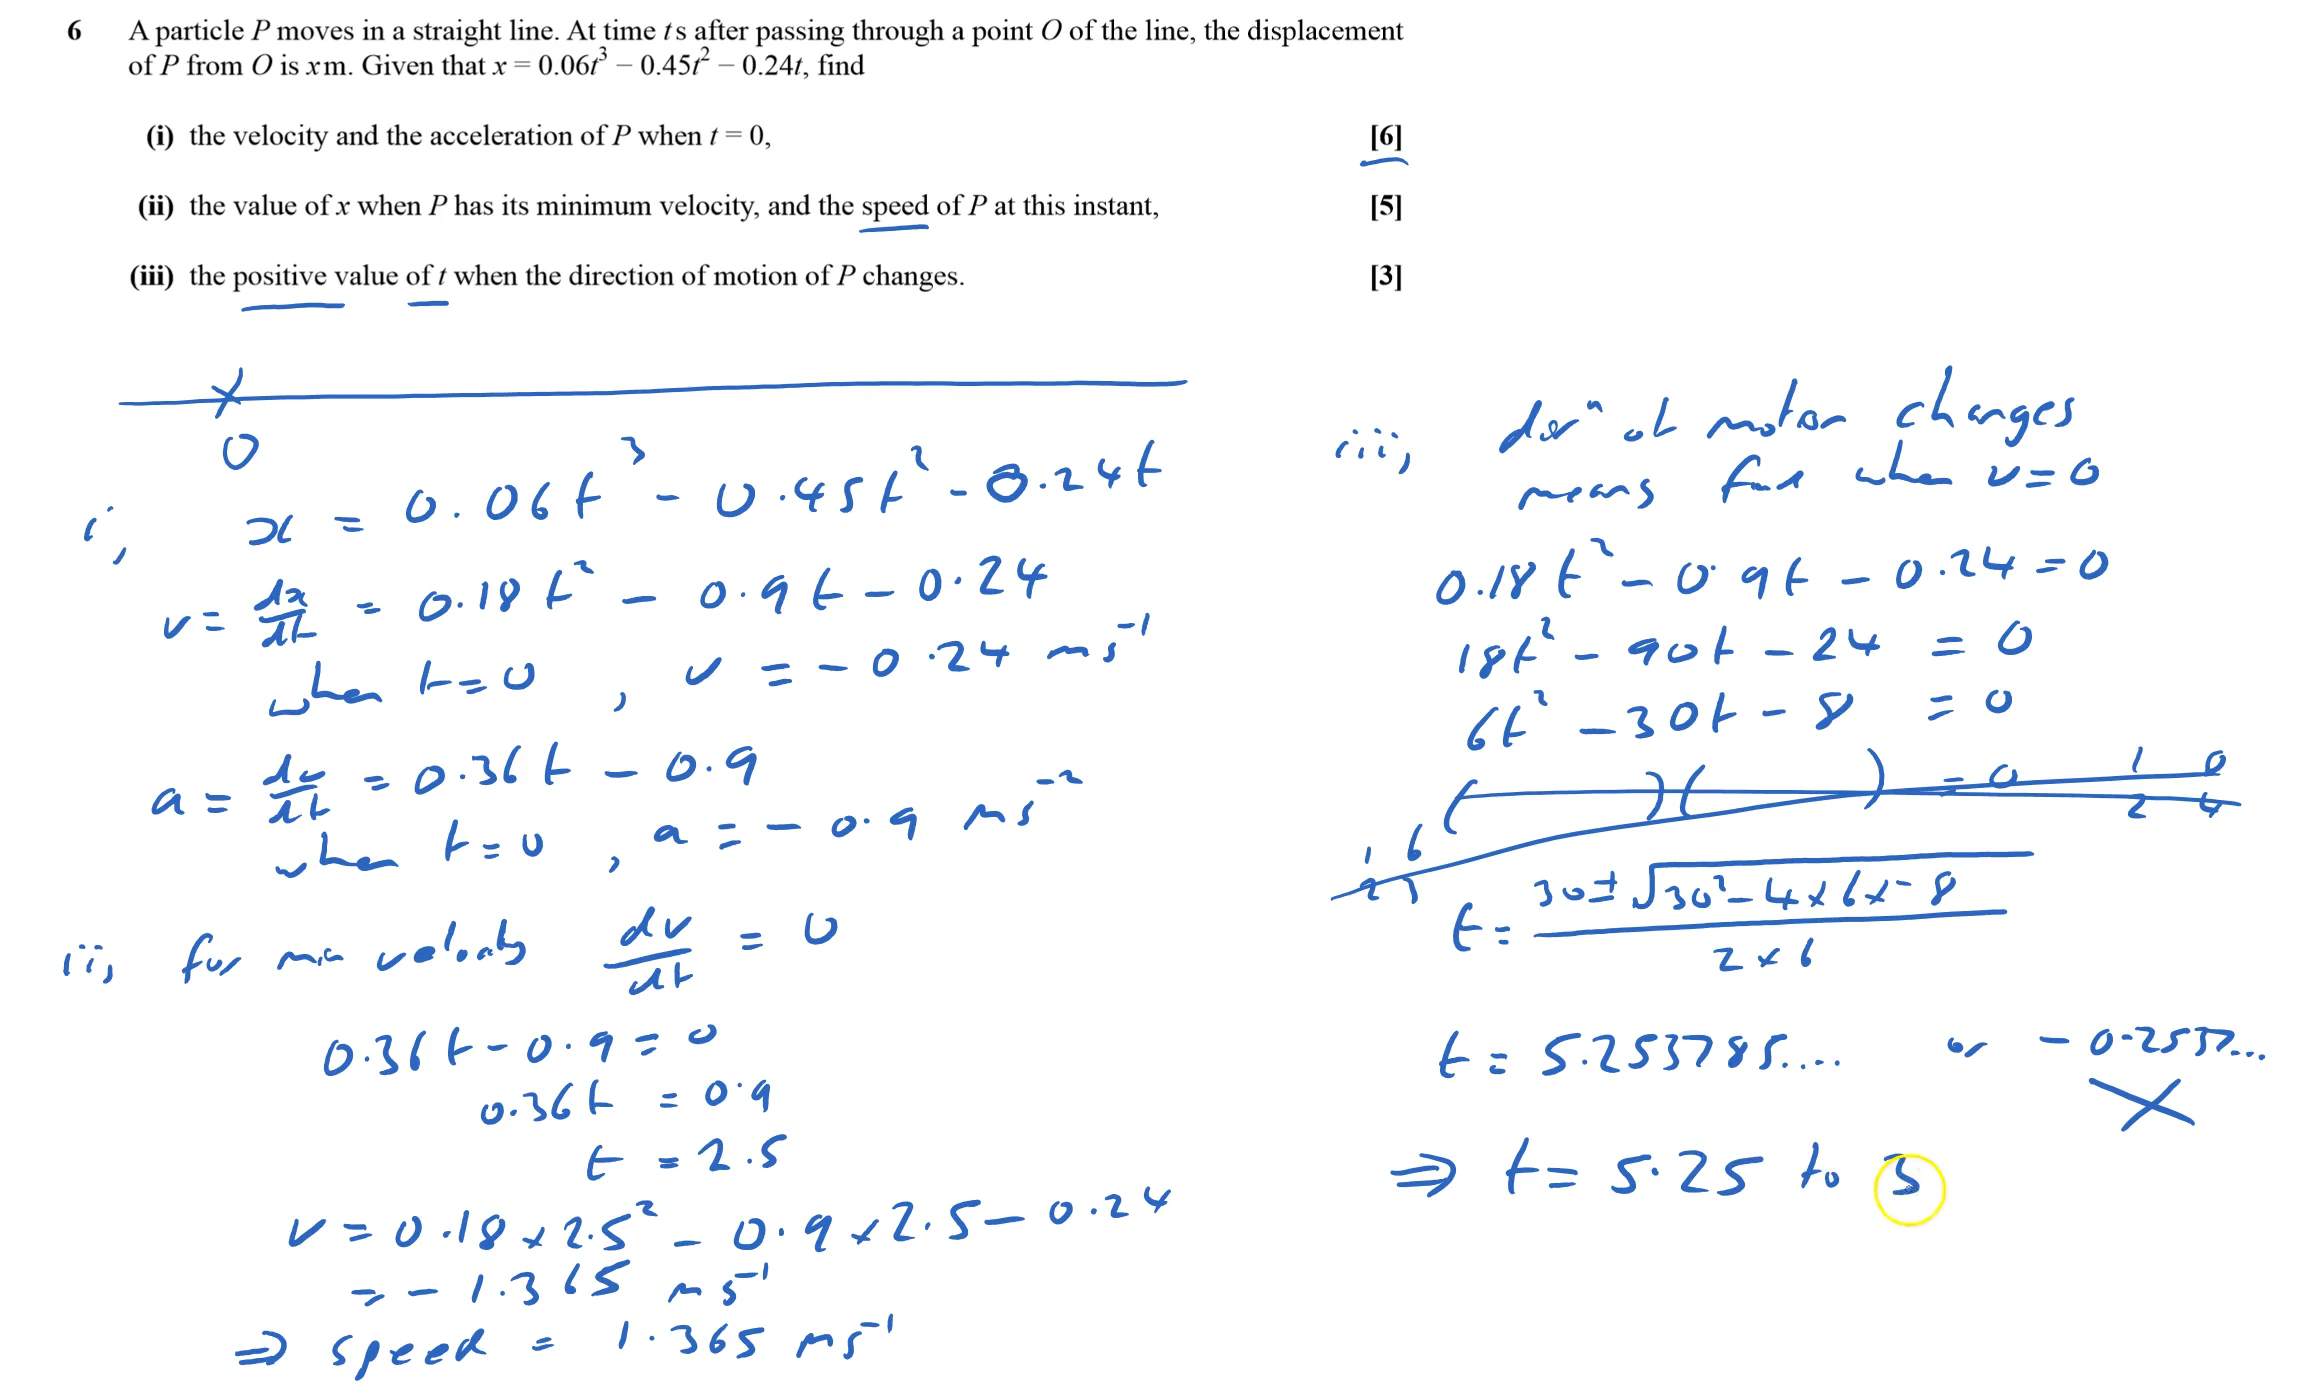 6 A particle P moves in a straight line. At time t s after passing through a point O of the line, the displacement
of P from O is x m. Given that x = 0.06t³ – 0.45t² – 0.24t, find
(i) the velocity and the acceleration of P when t = 0, [6]
(ii) the value of x when P has its minimum velocity, and the speed of P at this instant, [5]
(iii) the positive value of t when the direction of motion of P changes. [3]
O
i, x = 0.06t³ - 0.45t² - 0.24t
v = dx/dt = 0.18t² - 0.9t - 0.24
when t=0, v = -0.24 ms⁻¹
a = dv/dt = 0.36t - 0.9
when t=0, a = -0.9 ms⁻²
ii, for min velocity dv/dt = 0
0.36t - 0.9 = 0
0.36t = 0.9
t = 2.5
v = 0.18 × 2.5² - 0.9 × 2.5 - 0.24
= -1.365 ms⁻¹
⇒ speed = 1.365 ms⁻¹
iii, dirⁿ of motion changes
means find when v=0
0.18t² - 0.9t - 0.24 = 0
18t² - 90t - 24 = 0
6t² - 30t - 8 = 0
( )( ) = 0 1 8
2 4
1 6
2 3
t = (30 ± √(30² - 4×6×-8))/(2×6)
t = 5.253785.... or -0.2537...
⇒ t = 5.25 to 3